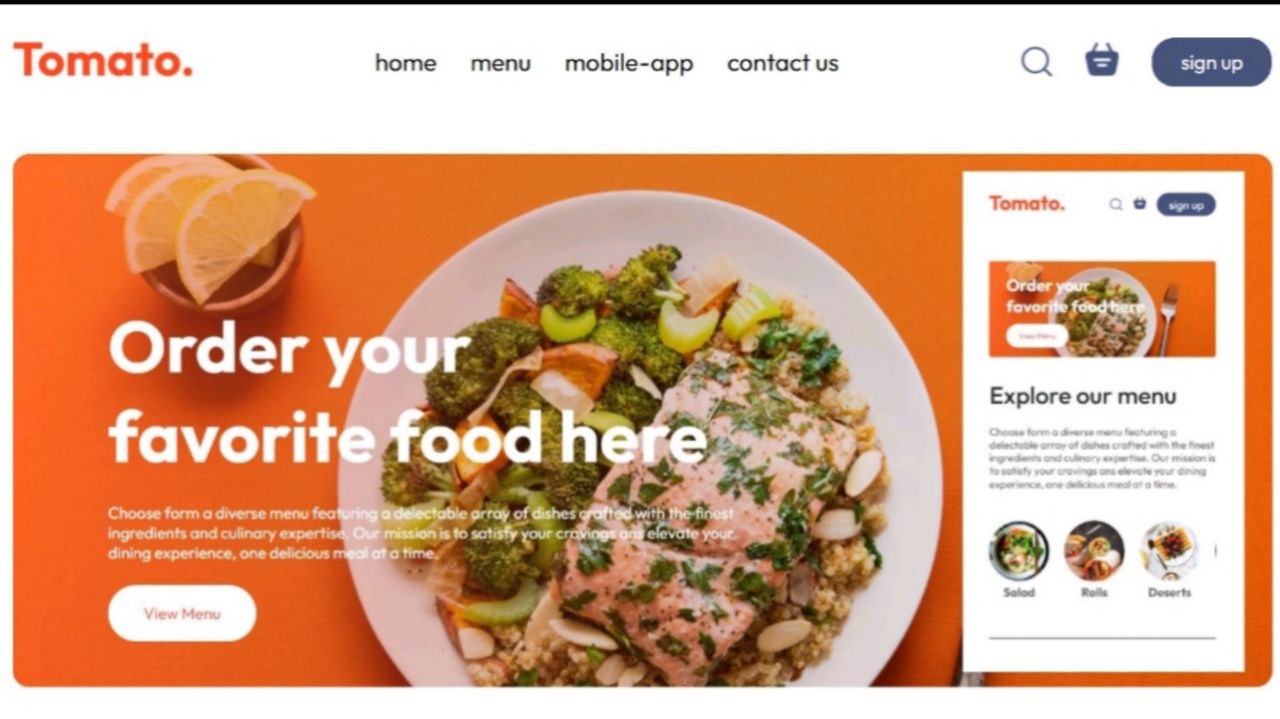 Tomato.
home menu mobile-app contact us
sign up
Order your
favorite food here
Choose form a diverse menu featuring a delectable array of dishes crafted with the finest
ingredients and culinary expertise. Our mission is to satisfy your cravings ans elevate your
dining experience, one delicious meal at a time.
View Menu
Tomato.
sign up
Order your
favorite food here
View Menu
Explore our menu
Choose form a diverse menu featuring a
delectable array of dishes crafted with the finest
ingredients and culinary expertise. Our mission is
to satisfy your cravings ans elevate your dining
experience, one delicious meal at a time.
Salad Rolls Deserts